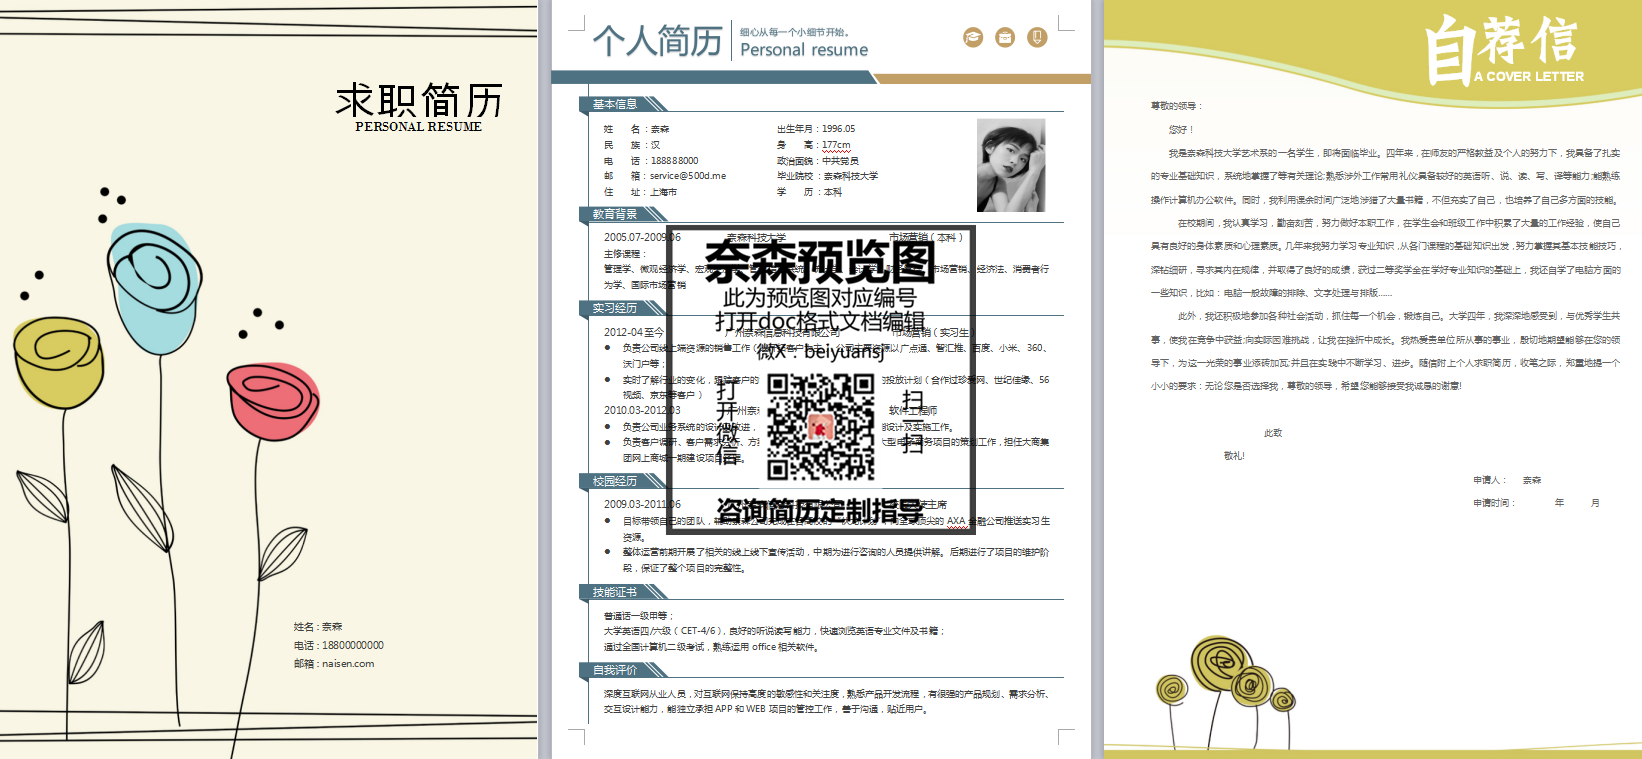 求职简历
PERSONAL RESUME
姓名：奈森
电话：18800000000
邮箱：naisen.com
个人简历
细心从每一个小细节开始。
Personal resume
基本信息
姓 名：奈森
出生年月：1996.05
民 族：汉
身 高：177cm
电 话：188888000
政治面貌：中共党员
邮 箱：service@500d.me
毕业院校：奈森科技大学
住 址：上海市
学 历：本科
教育背景
2005.07-2009.06 奈森科技大学 市场营销（本科）
主修课程：
管理学、微观经济学、宏观 市场营销、经济法、消费者行
为学、国际市场营销
实习经历
2012-04至今 广州奈森信息科技有限公司 市场营销（实习生）
负责公司线上端资源的销售工作 公司主要资源以广点通、智汇推、百度、小米、360、
沃门户等；
实时了解行业的变化，跟踪客户的 的投放计划（合作过珍爱网、世纪佳缘、56
视频、京东等客户）
2010.03-2012.03 广州奈 软件工程师
负责公司业务系统的设计 改进， 设计及实施工作。
负责客户调研、客户需求分析、方 大型电子商务项目的策划工作，担任大商集
团网上商城一期建设项目
校园经历
2009.03-2011.06 主席
目标带领自己的团队， 顶尖的 AXA 金融公司推送实习生
资源。
整体运营前期开展了相关的线上线下宣传活动，中期为进行咨询的人员提供讲解。后期进行了项目的维护阶
段，保证了整个项目的完整性。
技能证书
普通话一级甲等；
大学英语四/六级（CET-4/6），良好的听说读写能力，快速浏览英语专业文件及书籍；
通过全国计算机二级考试，熟练运用 office 相关软件。
自我评价
深度互联网从业人员，对互联网保持高度的敏感性和关注度，熟悉产品开发流程，有很强的产品规划、需求分析、
交互设计能力，能独立承担 APP 和 WEB 项目的管控工作，善于沟通，贴近用户。
奈森预览图
此为预览图对应编号
打开doc格式文档编辑
微X：beiyuansj
打开微信
扫一扫
咨询简历定制指导
自荐信
A COVER LETTER
尊敬的领导：
您好！
我是奈森科技大学艺术系的一名学生，即将面临毕业。四年来，在师友的严格教益及个人的努力下，我具备了扎实
的专业基础知识，系统地掌握了等有关理论;熟悉涉外工作常用礼仪具备较好的英语听、说、读、写、译等能力;能熟练
操作计算机办公软件。同时，我利用课余时间广泛地涉猎了大量书籍，不但充实了自己，也培养了自己多方面的技能。
在校期间，我认真学习，勤奋刻苦，努力做好本职工作，在学生会和班级工作中积累了大量的工作经验，使自己
具有良好的身体素质和心理素质。几年来我努力学习专业知识,从各门课程的基础知识出发,努力掌握其基本技能技巧，
深钻细研，寻求其内在规律，并取得了良好的成绩，获过二等奖学金在学好专业知识的基础上，我还自学了电脑方面的
一些知识，比如：电脑一般故障的排除、文字处理与排版……
此外，我还积极地参加各种社会活动，抓住每一个机会，锻炼自己。大学四年，我深深地感受到，与优秀学生共
事，使我在竞争中获益;向实际困难挑战，让我在挫折中成长。我热爱贵单位所从事的事业，殷切地期望能够在您的领
导下，为这一光荣的事业添砖加瓦;并且在实践中不断学习、进步。随信附上个人求职简历，收笔之际，郑重地提一个
小小的要求：无论您是否选择我，尊敬的领导，希望您能够接受我诚恳的谢意!
此致
敬礼!
申请人： 奈森
申请时间： 年 月